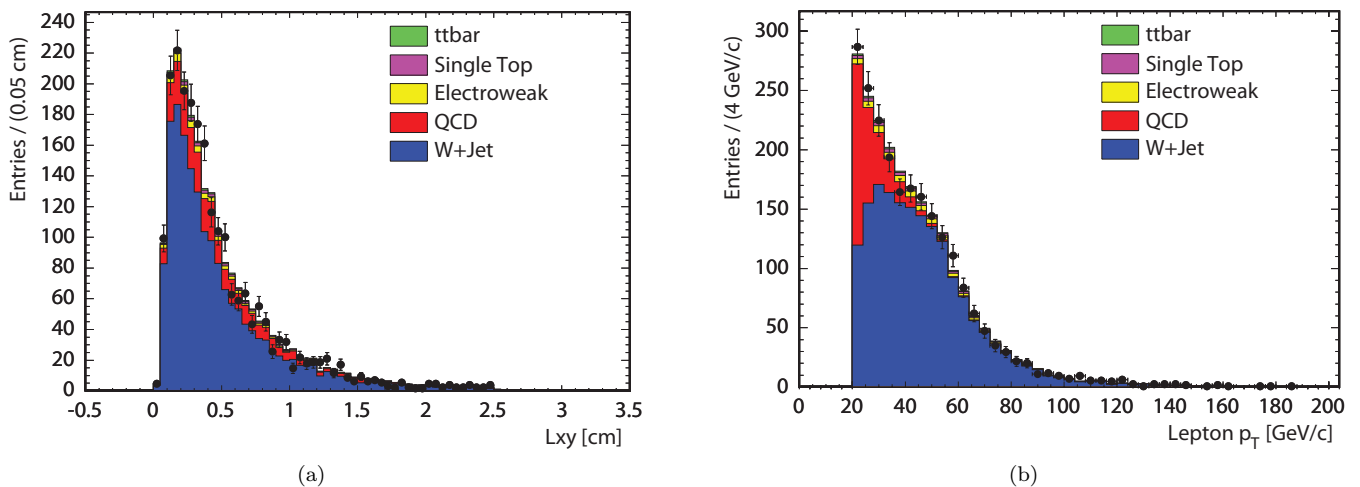 240
220
200
180
160
140
120
100
80
60
40
20
0
Entries / (0.05 cm)
ttbar
Single Top
Electroweak
QCD
W+Jet
-0.5 0 0.5 1 1.5 2 2.5 3 3.5
Lxy [cm]
(a)
300
250
200
150
100
50
0
Entries / (4 GeV/c)
ttbar
Single Top
Electroweak
QCD
W+Jet
0 20 40 60 80 100 120 140 160 180 200
Lepton p_T [GeV/c]
(b)